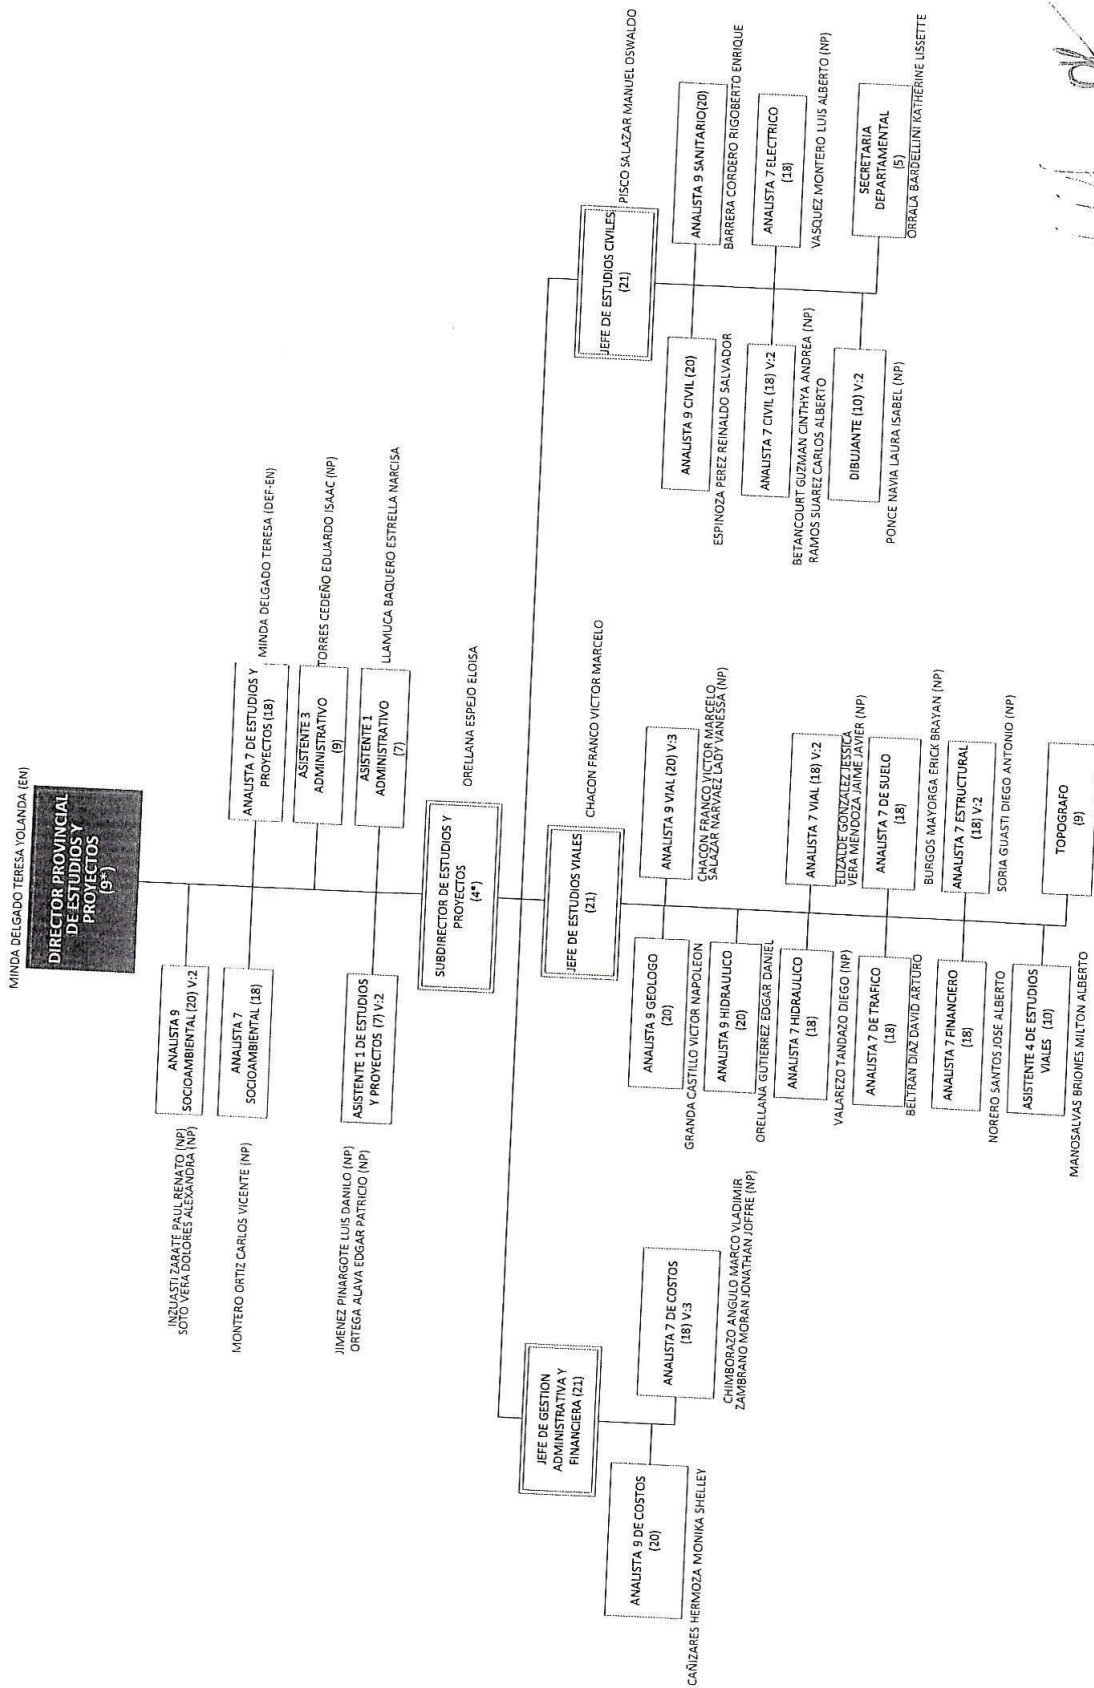 MINDA DELGADO TERESA YOLANDA (EN)
DIRECTOR PROVINCIAL
DE ESTUDIOS Y
PROYECTOS
(9*)
INZUASTI ZARATE PAUL RENATO (NP)
SOTO VERA DOLORES ALEXANDRA (NP)
ANALISTA 9
SOCIOAMBIENTAL (20) V:2
MONTERO ORTIZ CARLOS VICENTE (NP)
ANALISTA 7
SOCIOAMBIENTAL (18)
ANALISTA 7 DE ESTUDIOS Y
PROYECTOS (18)
MINDA DELGADO TERESA (DEF-EN)
ASISTENTE 3
ADMINISTRATIVO
(9)
TORRES CEDEÑO EDUARDO ISAAC (NP)
JIMENEZ PINARGOTE LUIS DANILO (NP)
ORTEGA ALAVA EDGAR PATRICIO (NP)
ASISTENTE 1 DE ESTUDIOS
Y PROYECTOS (7) V:2
ASISTENTE 1
ADMINISTRATIVO
(7)
LLAMUCA BAQUERO ESTRELLA NARCISA
SUBDIRECTOR DE ESTUDIOS Y
PROYECTOS
(4*)
ORELLANA ESPEJO ELOISA
JEFE DE GESTION
ADMINISTRATIVA Y
FINANCIERA (21)
ANALISTA 9 DE COSTOS
(20)
CAÑIZARES HERMOZA MONIKA SHELLEY
ANALISTA 7 DE COSTOS
(18) V:3
CHIMBORAZO ANGULO MARCO VLADIMIR
ZAMBRANO MORAN JONATHAN JOFFRE (NP)
JEFE DE ESTUDIOS VIALES
(21)
CHACON FRANCO VICTOR MARCELO
ANALISTA 9 GEOLOGO
(20)
GRANDA CASTILLO VICTOR NAPOLEON
ANALISTA 9 VIAL (20) V:3
CHACON FRANCO VICTOR MARCELO
SALAZAR NARVAEZ LADY VANESSA (NP)
ANALISTA 9 HIDRAULICO
(20)
ORELLANA GUTIERREZ EDGAR DANIEL
ANALISTA 7 HIDRAULICO
(18)
VALAREZO TANDAZO DIEGO (NP)
ANALISTA 7 VIAL (18) V:2
ELIZALDE GONZALEZ JESSICA
VERA MENDOZA JAIME JAVIER (NP)
ANALISTA 7 DE TRAFICO
(18)
BELTRAN DIAZ DAVID ARTURO
ANALISTA 7 DE SUELO
(18)
BURGOS MAYORGA ERICK BRAYAN (NP)
ANALISTA 7 FINANCIERO
(18)
NORERO SANTOS JOSE ALBERTO
ANALISTA 7 ESTRUCTURAL
(18) V:2
SORIA GUASTI DIEGO ANTONIO (NP)
ASISTENTE 4 DE ESTUDIOS
VIALES (10)
MANOSALVAS BRIONES MILTON ALBERTO
TOPOGRAFO
(9)
JEFE DE ESTUDIOS CIVILES
(21)
PISCO SALAZAR MANUEL OSWALDO
ANALISTA 9 CIVIL (20)
ESPINOZA PEREZ REINALDO SALVADOR
ANALISTA 9 SANITARIO(20)
BARRERA CORDERO RIGOBERTO ENRIQUE
ANALISTA 7 CIVIL (18) V:2
BETANCOURT GUZMAN CINTHYA ANDREA (NP)
RAMOS SUAREZ CARLOS ALBERTO
ANALISTA 7 ELECTRICO
(18)
VASQUEZ MONTERO LUIS ALBERTO (NP)
DIBUJANTE (10) V:2
PONCE NAVIA LAURA ISABEL (NP)
SECRETARIA
DEPARTAMENTAL
(5)
ORRALA BARDELLINI KATHERINE LISSETTE